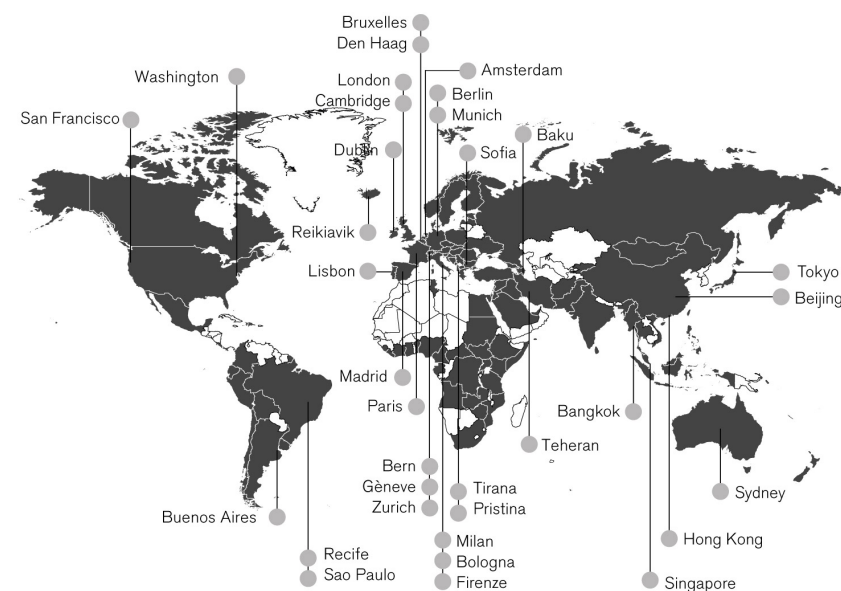 Bruxelles
Den Haag
Washington
London
Cambridge
Amsterdam
Berlin
Munich
San Francisco
Dublin
Baku
Sofia
Reikiavik
Lisbon
Tokyo
Beijing
Madrid
Paris
Bangkok
Teheran
Bern
Gèneve
Zurich
Tirana
Pristina
Sydney
Buenos Aires
Milan
Bologna
Firenze
Hong Kong
Recife
Sao Paulo
Singapore